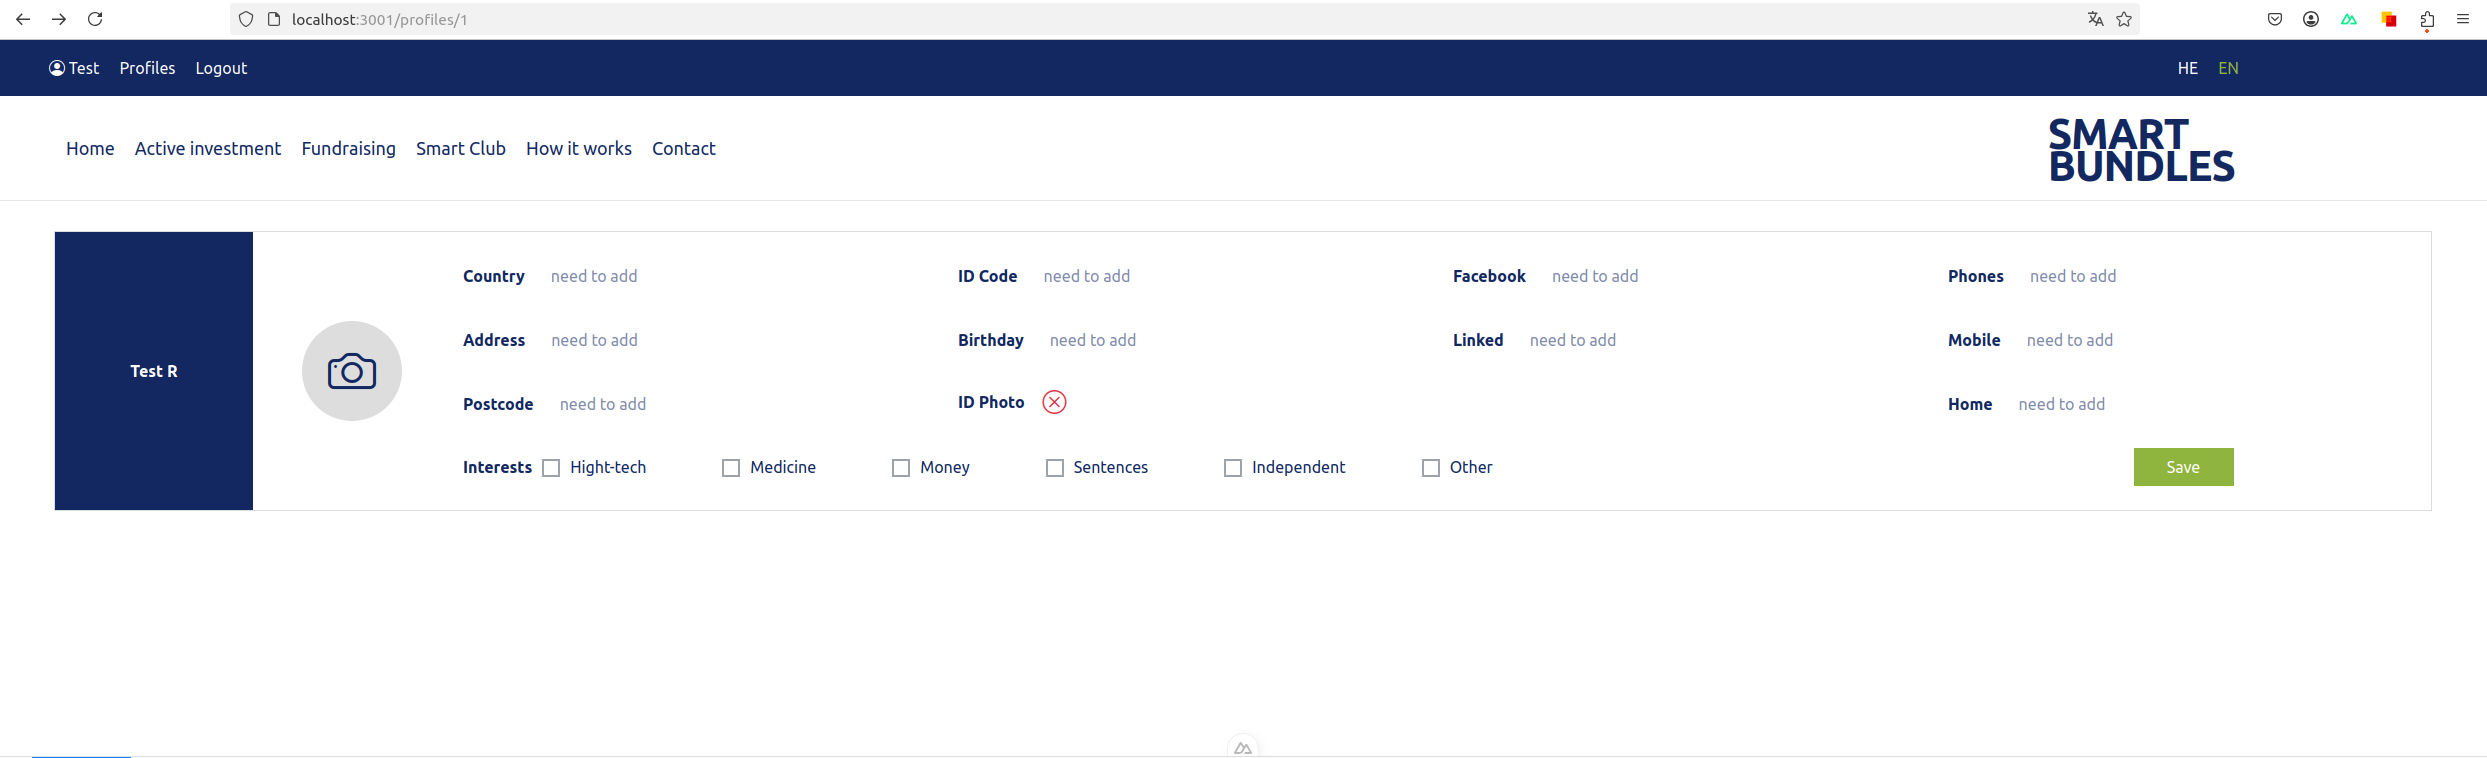 localhost:3001/profiles/1
Test Profiles Logout HE EN
Home Active investment Fundraising Smart Club How it works Contact
SMART
BUNDLES
Test R
Country need to add ID Code need to add Facebook need to add Phones need to add
Address need to add Birthday need to add Linked need to add Mobile need to add
Postcode need to add ID Photo Home need to add
Interests Hight-tech Medicine Money Sentences Independent Other Save